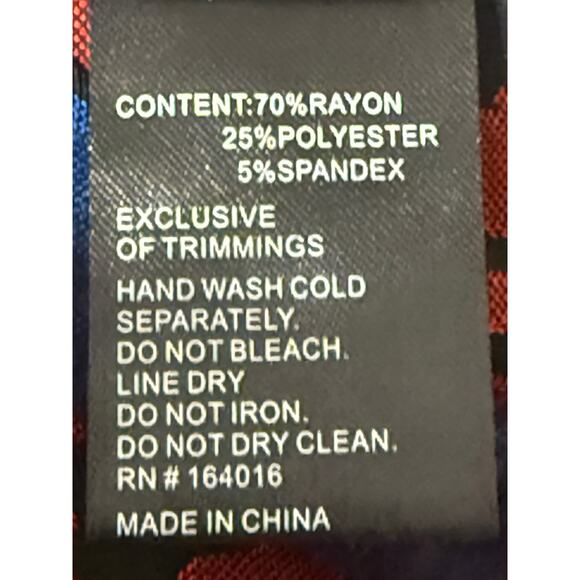 CONTENT:70%RAYON
25%POLYESTER
5%SPANDEX
EXCLUSIVE
OF TRIMMINGS
HAND WASH COLD
SEPARATELY.
DO NOT BLEACH.
LINE DRY
DO NOT IRON.
DO NOT DRY CLEAN.
RN # 164016
MADE IN CHINA